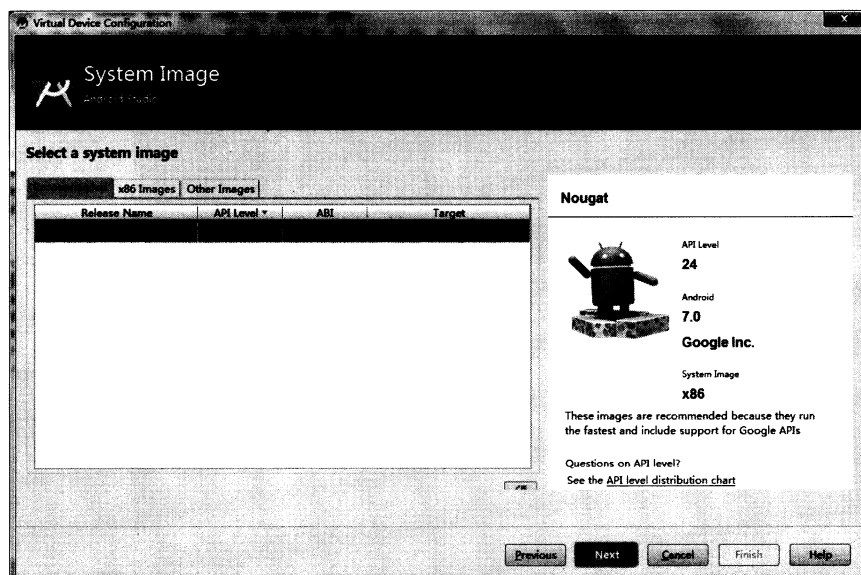 Virtual Device Configuration
System Image
Android Studio
Select a system image
x86 Images
Other Images
Release Name
API Level
ABI
Target
Nougat
API Level
24
Android
7.0
Google Inc.
System Image
x86
These images are recommended because they run
the fastest and include support for Google APIs
Questions on API level?
See the API level distribution chart
Previous
Next
Cancel
Finish
Help